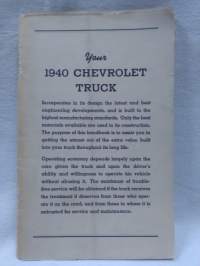 Your
1940 CHEVROLET
TRUCK
Incorporates in its design the latest and best
engineering developments, and is built to the
highest manufacturing standards. Only the best
materials available are used in its construction.
The purpose of this handbook is to assist you in
getting the utmost out of the extra value built
into your truck throughout its long life.
Operating economy depends largely upon the
care given the truck and upon the driver's
ability and willingness to operate his vehicle
without abusing it. The maximum of trouble-
free service will be obtained if the truck receives
the treatment it deserves from those who oper-
ate it on the road, and from those to whom it is
entrusted for service and maintenance.